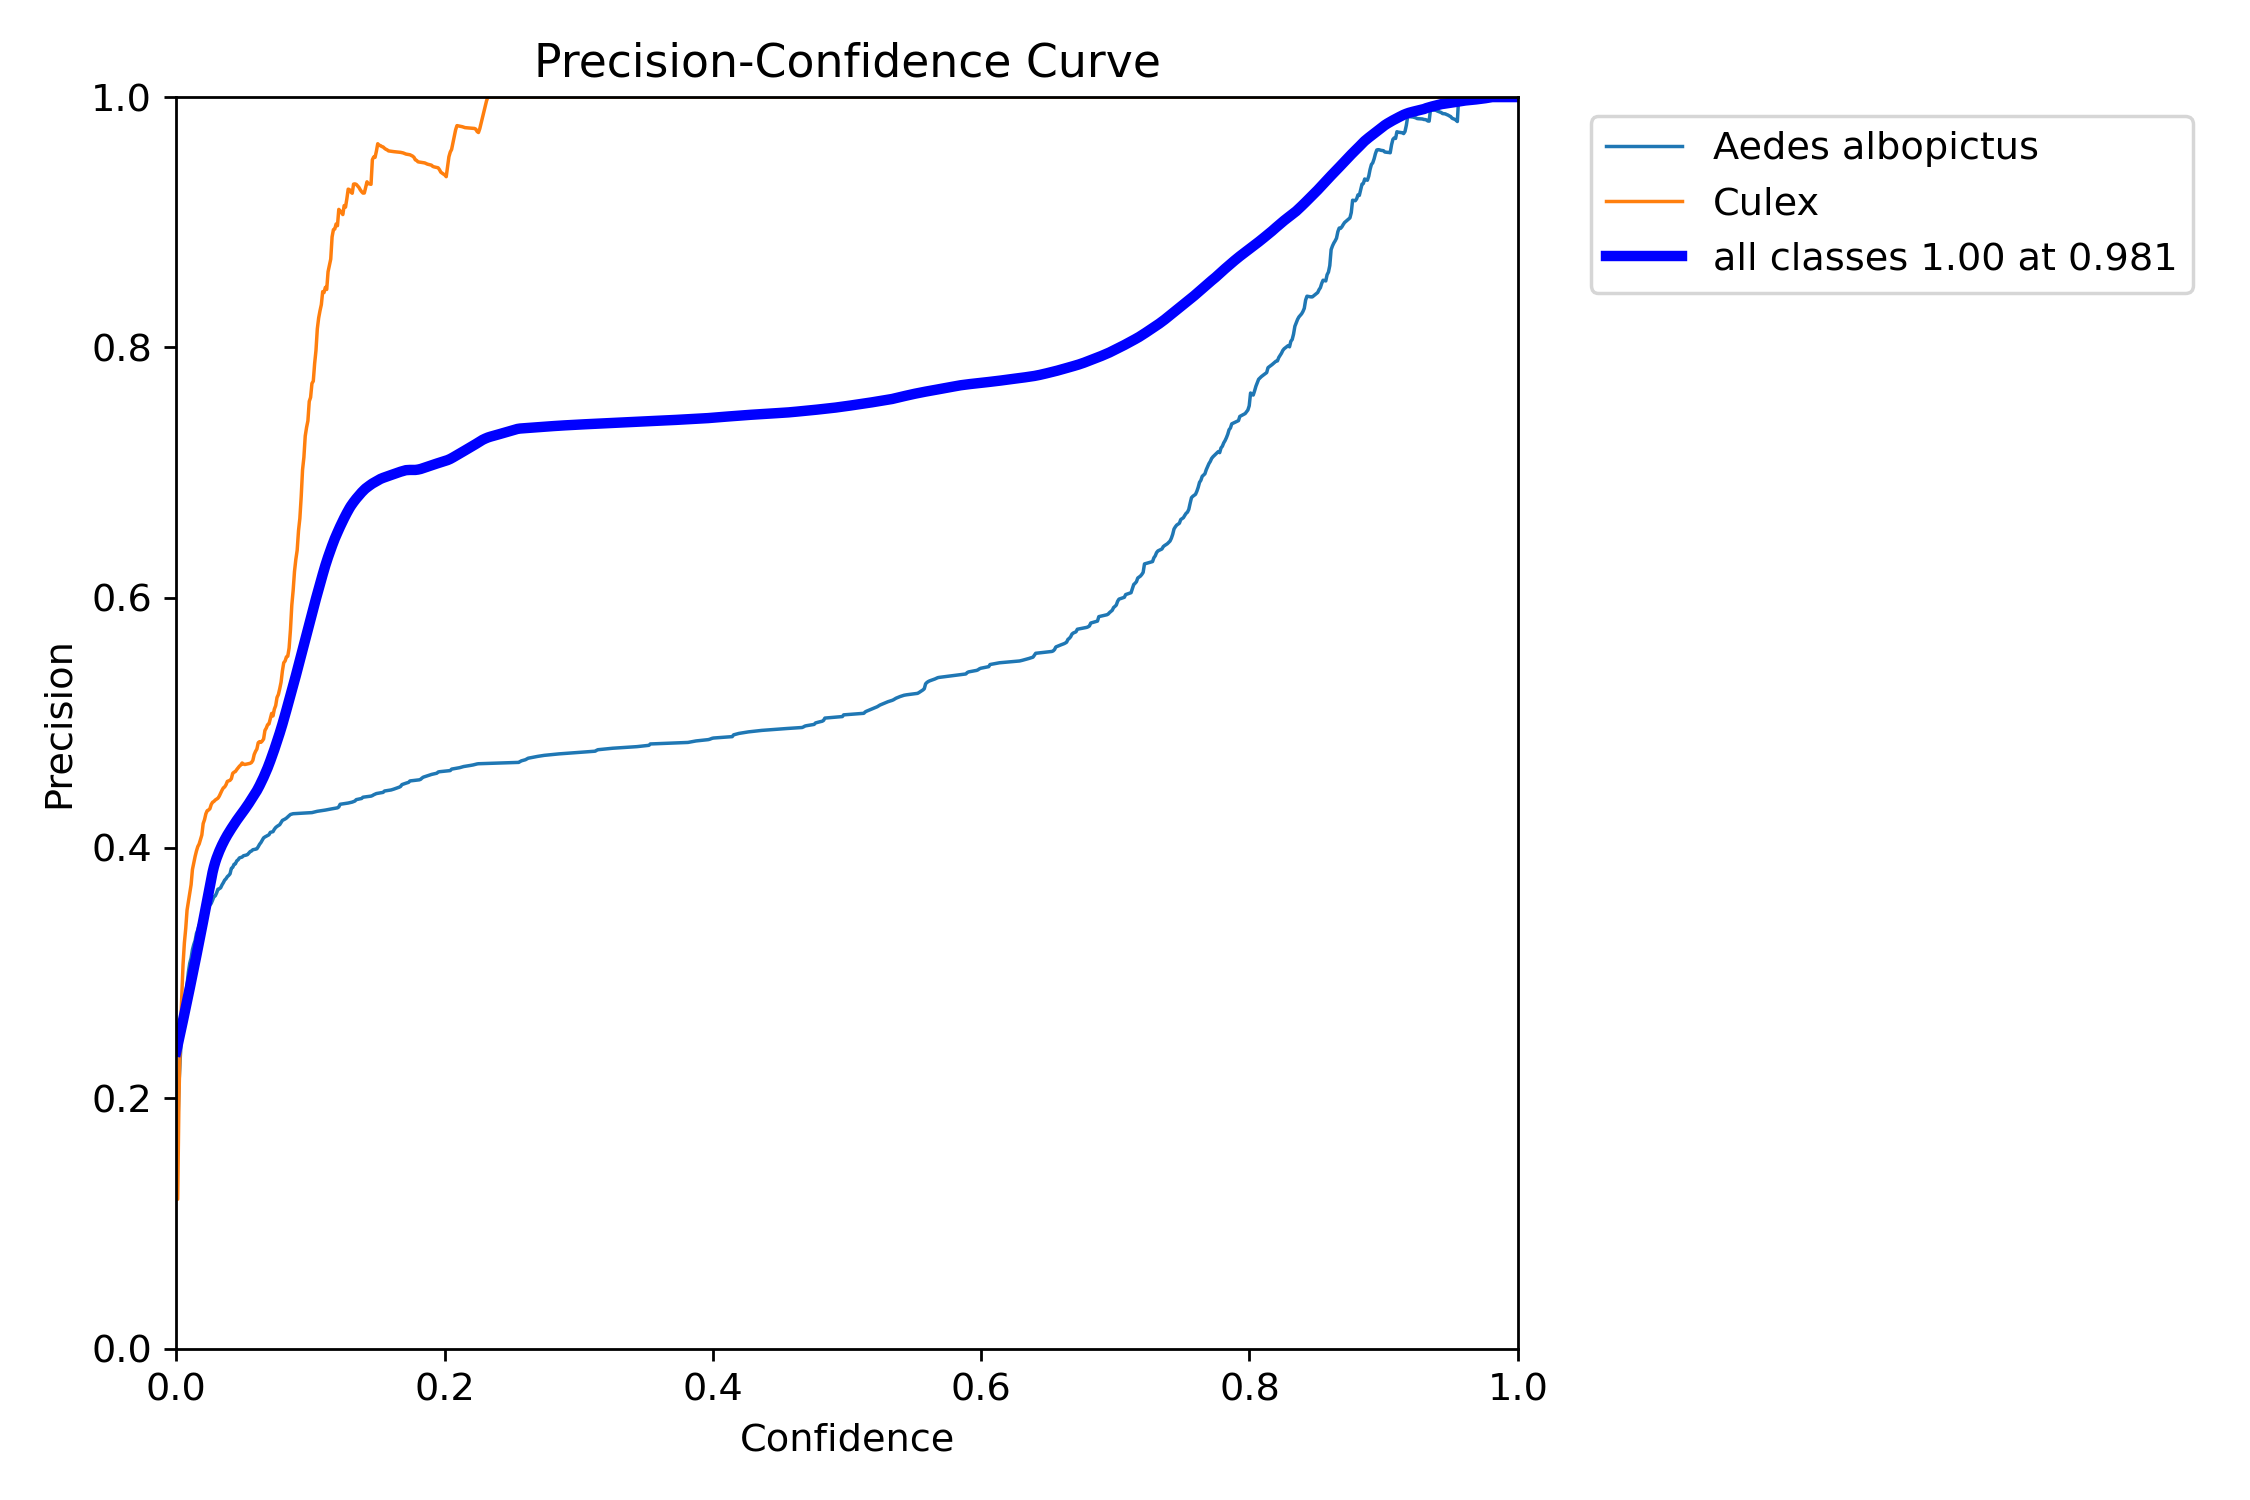 Precision-Confidence Curve
1.0
0.8
0.6
0.4
0.2
0.0
Precision
0.0 0.2 0.4 0.6 0.8 1.0
Confidence
Aedes albopictus
Culex
all classes 1.00 at 0.981